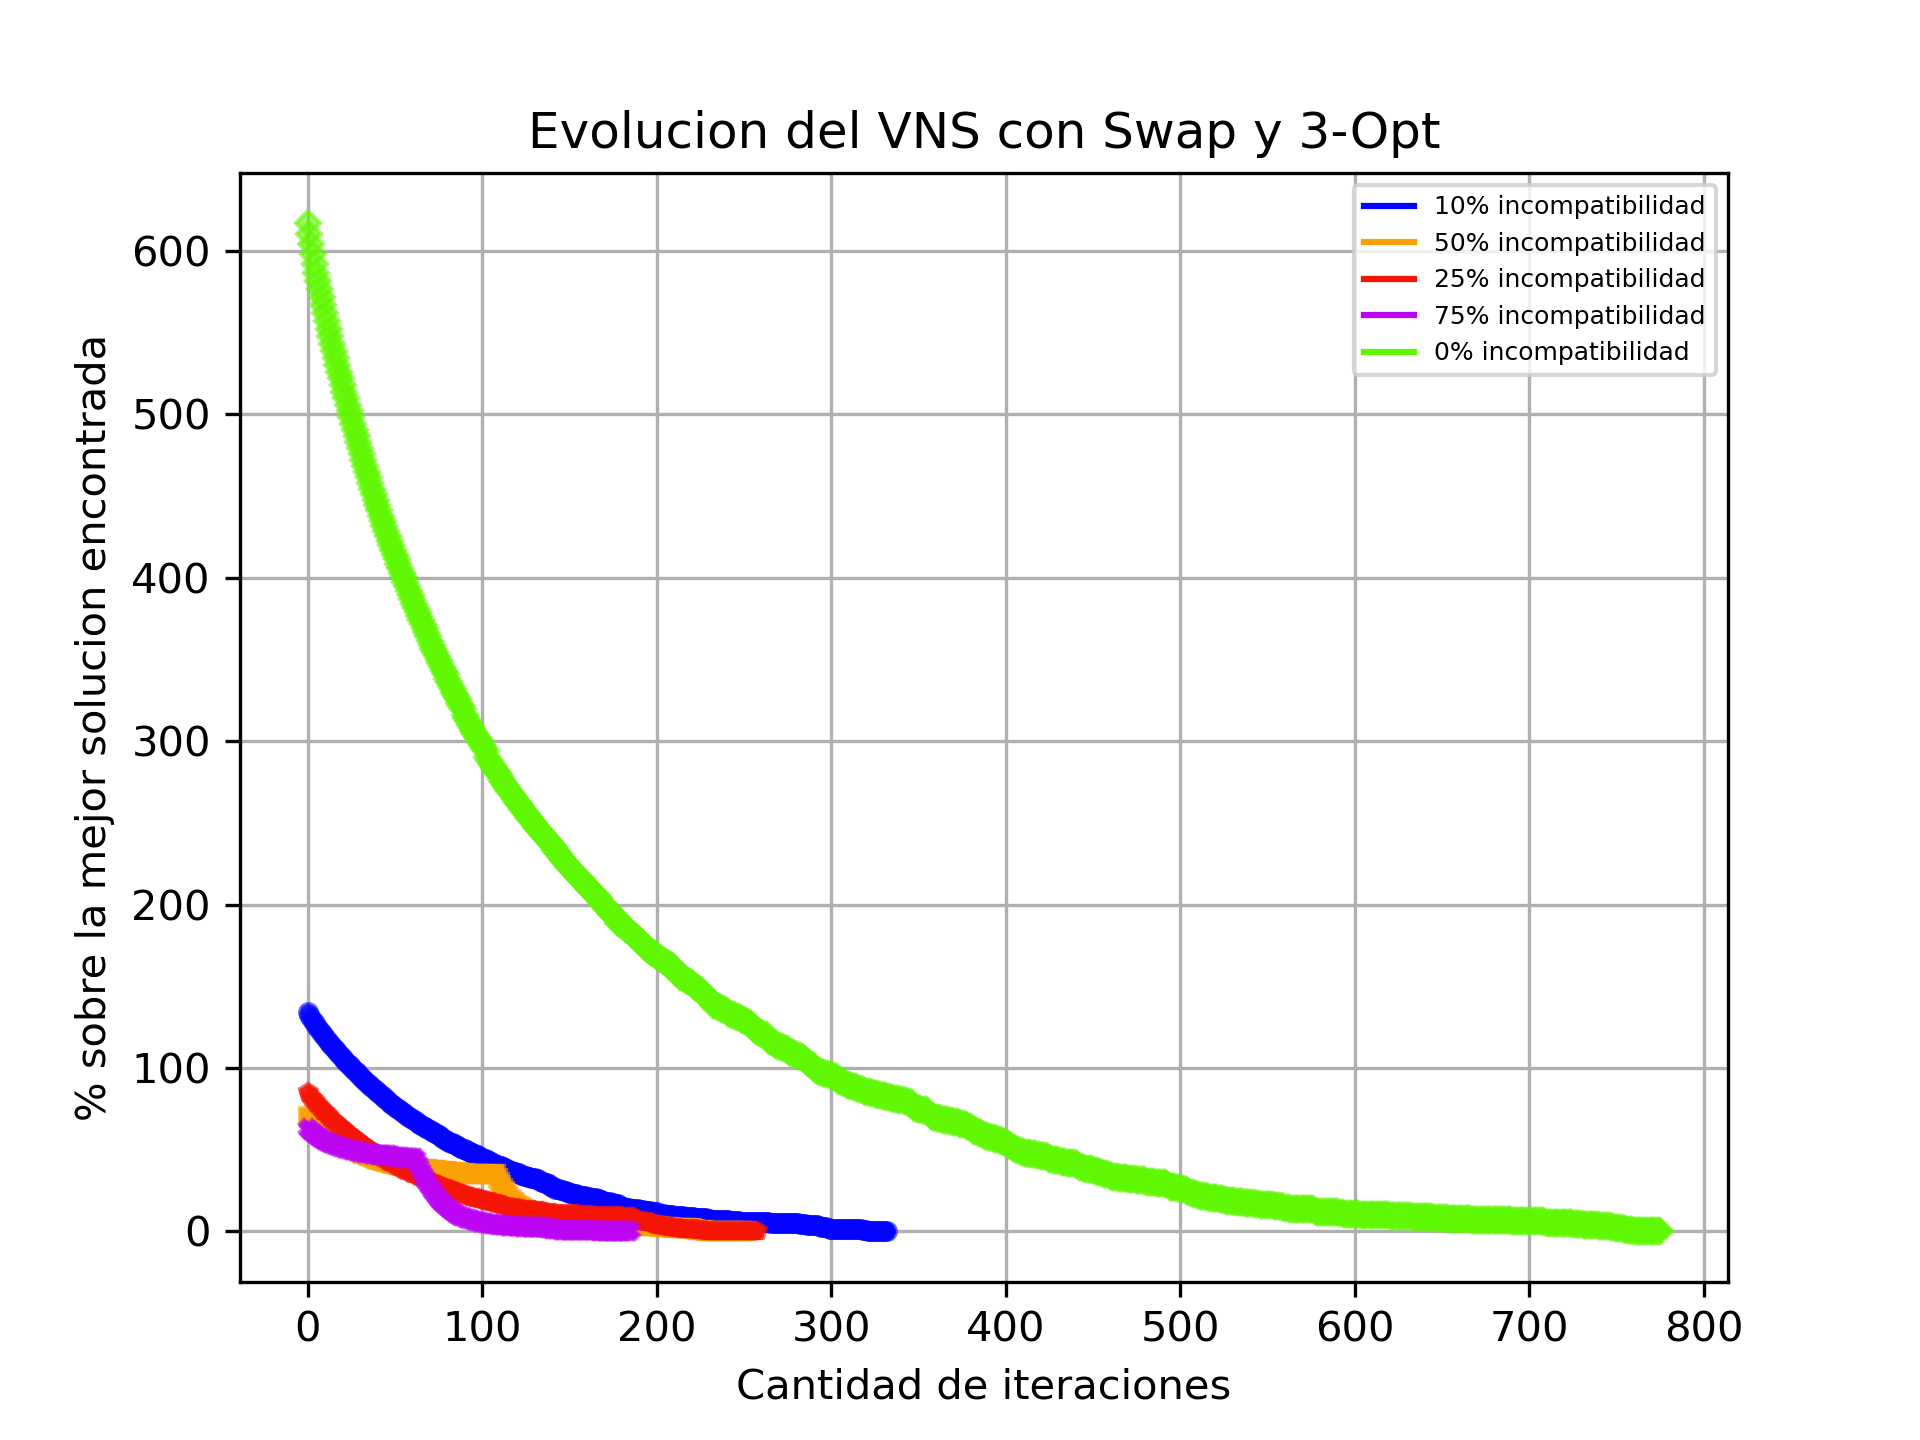 Evolucion del VNS con Swap y 3-Opt
10% incompatibilidad
50% incompatibilidad
25% incompatibilidad
75% incompatibilidad
0% incompatibilidad
% sobre la mejor solucion encontrada
600
500
400
300
200
100
0
0 100 200 300 400 500 600 700 800
Cantidad de iteraciones